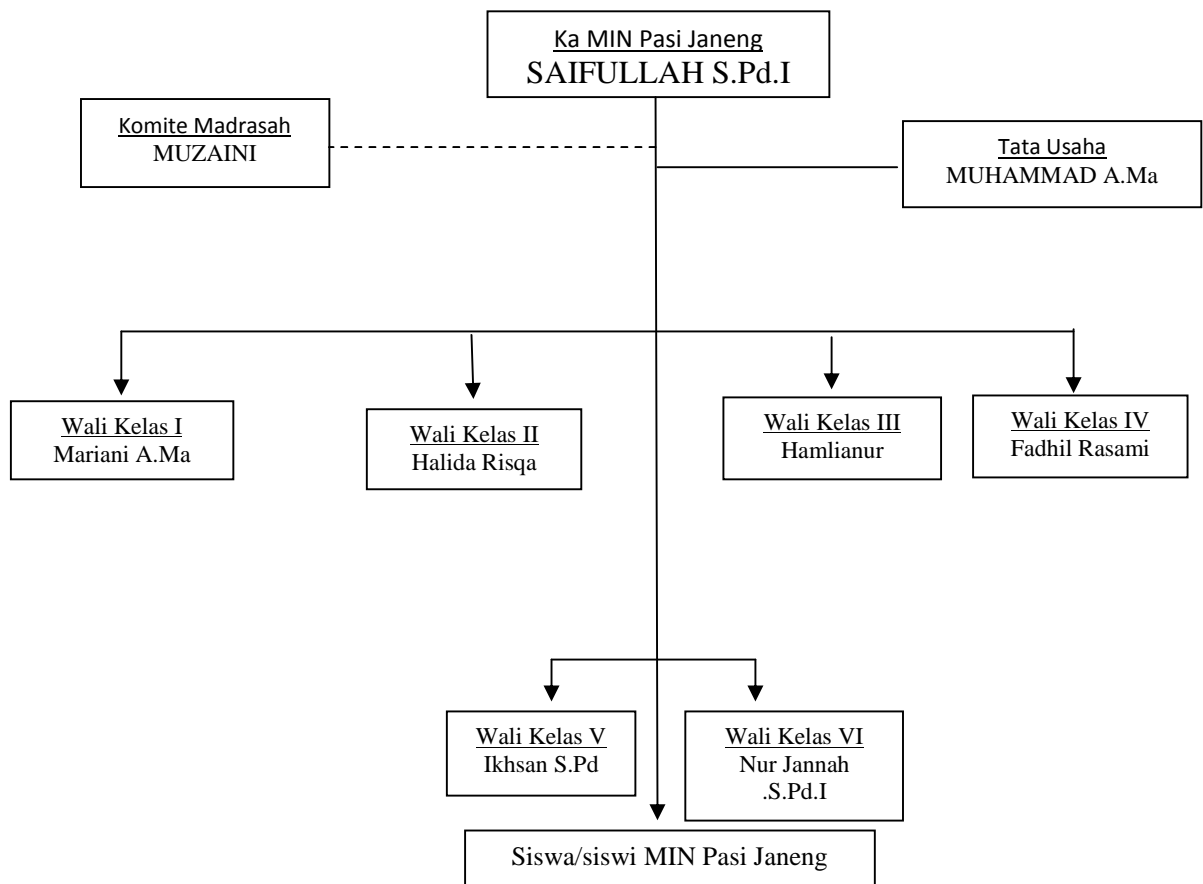 Ka MIN Pasi Janeng
SAIFULLAH S.Pd.I
Komite Madrasah
MUZAINI
Tata Usaha
MUHAMMAD A.Ma
Wali Kelas I
Mariani A.Ma
Wali Kelas II
Halida Risqa
Wali Kelas III
Hamlianur
Wali Kelas IV
Fadhil Rasami
Wali Kelas V
Ikhsan S.Pd
Wali Kelas VI
Nur Jannah
.S.Pd.I
Siswa/siswi MIN Pasi Janeng